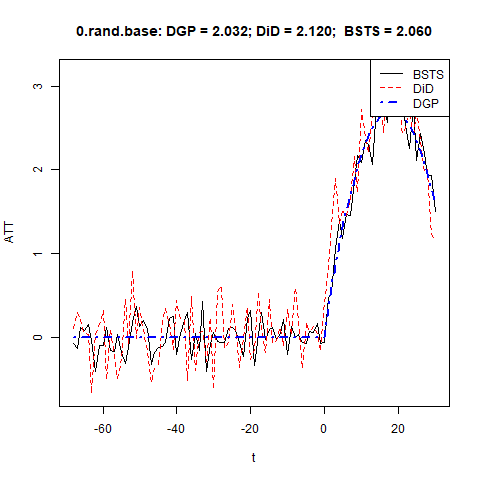 0.rand.base: DGP = 2.032; DiD = 2.120;  BSTS = 2.060
BSTS
DiD
DGP
ATT
3
2
1
0
-60
-40
-20
0
20
t